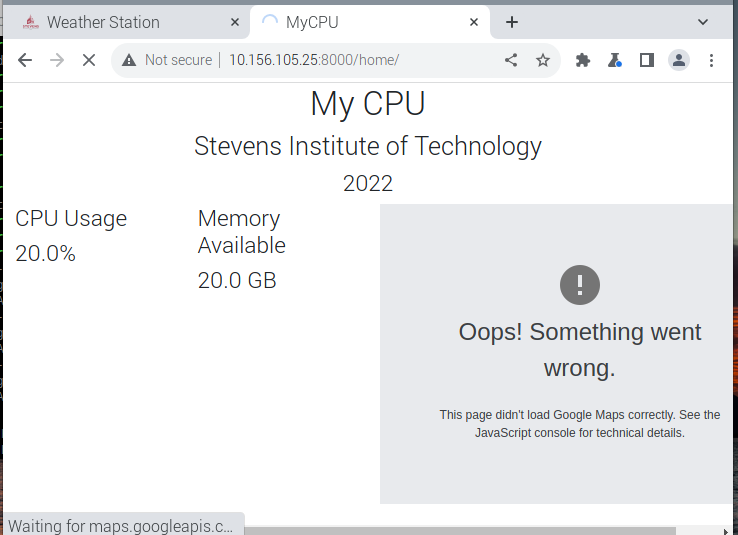 Weather Station
MyCPU
Not secure
10.156.105.25:8000/home/
My CPU
Stevens Institute of Technology
2022
CPU Usage
20.0%
Memory
Available
20.0 GB
Oops! Something went
wrong.
This page didn't load Google Maps correctly. See the
JavaScript console for technical details.
Waiting for maps.googleapis.c...